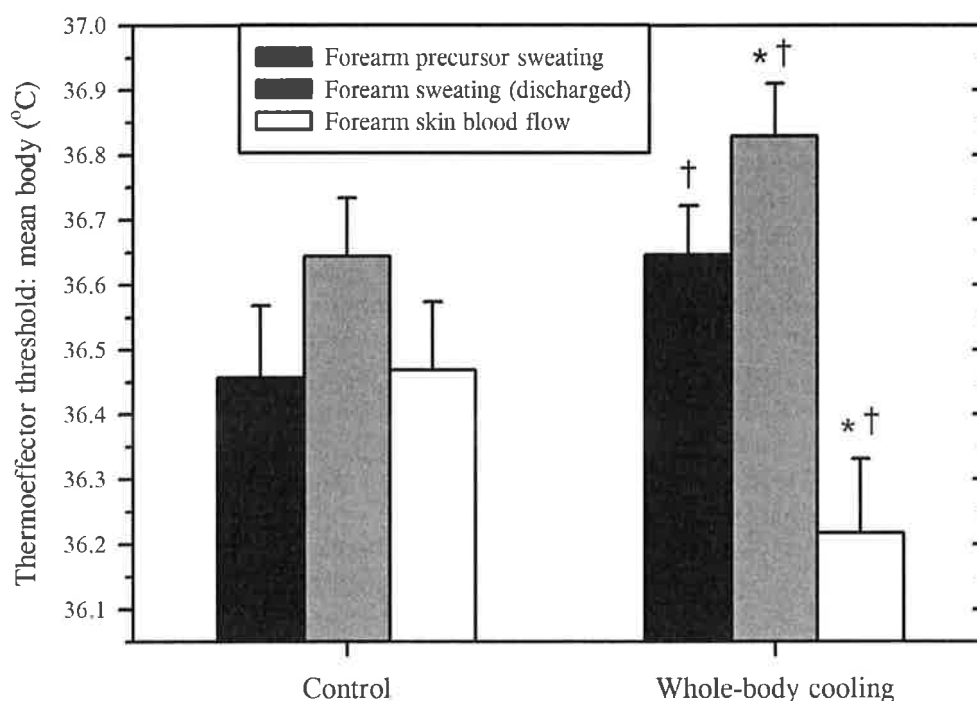 Thermoeffector threshold: mean body (°C)
37.0
36.9
36.8
36.7
36.6
36.5
36.4
36.3
36.2
36.1
Forearm precursor sweating
Forearm sweating (discharged)
Forearm skin blood flow
* †
†
* †
Control
Whole-body cooling